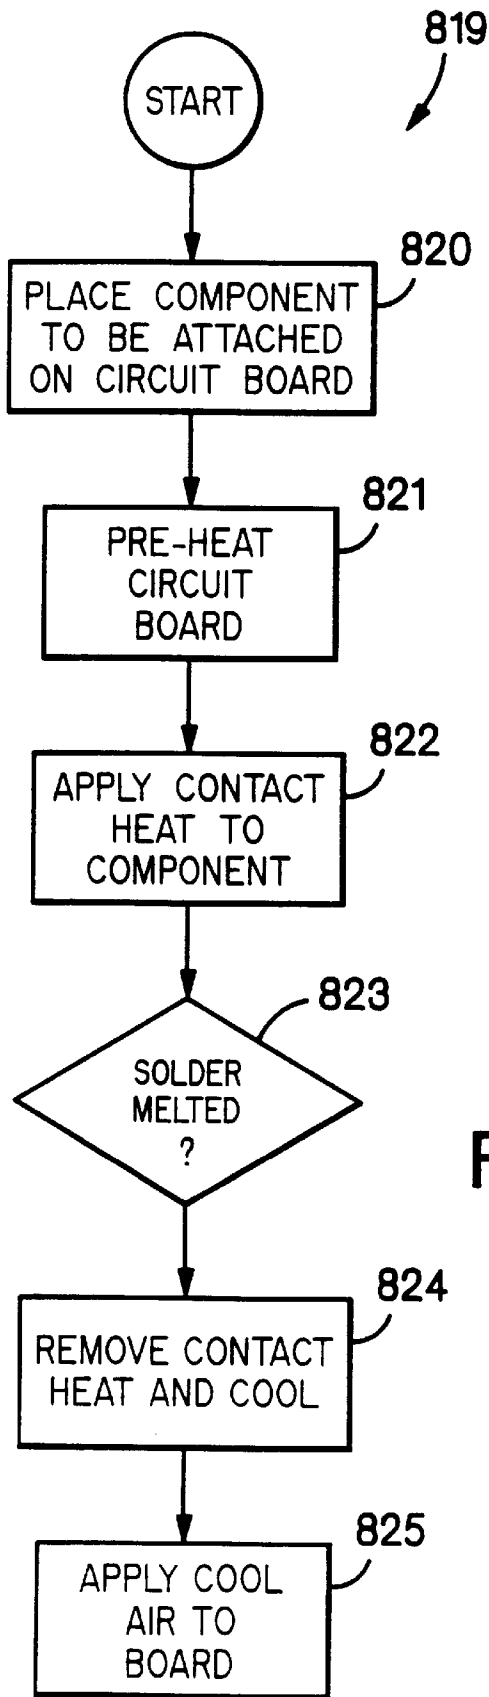 819
START
820
PLACE COMPONENT
TO BE ATTACHED
ON CIRCUIT BOARD
821
PRE-HEAT
CIRCUIT
BOARD
822
APPLY CONTACT
HEAT TO
COMPONENT
823
SOLDER
MELTED
?
824
REMOVE CONTACT
HEAT AND COOL
825
APPLY COOL
AIR TO
BOARD